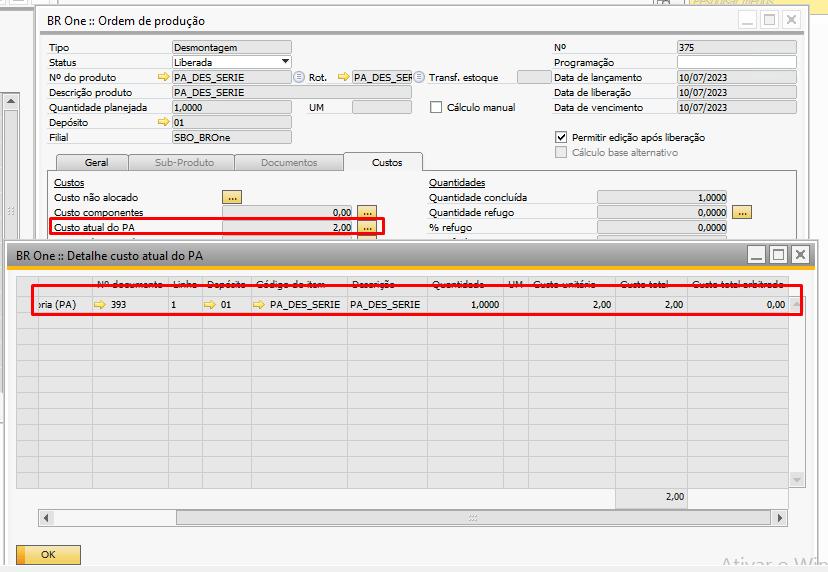 Pesquisar menus
BR One :: Ordem de produção
Tipo Desmontagem Nº 375
Status Liberada Programação
Nº do produto PA_DES_SERIE Rot. PA_DES_SER Transf. estoque Data de lançamento 10/07/2023
Descrição produto PA_DES_SERIE Data de liberação 10/07/2023
Quantidade planejada 1,0000 UM Cálculo manual Data de vencimento 10/07/2023
Depósito 01
Filial SBO_BROne Permitir edição após liberação
Cálculo base alternativo
Geral Sub-Produto Documentos Custos
Custos Quantidades
Custo não alocado ... Quantidade concluída 1,0000
Custo componentes 0,00 ... Quantidade refugo 0,0000 ...
Custo atual do PA 2,00 ... % refugo 0,0000
BR One :: Detalhe custo atual do PA
Nº documento Linha Depósito Código do item Descrição Quantidade UM Custo unitário Custo total Custo total arbitrado
oria (PA) 393 1 01 PA_DES_SERIE PA_DES_SERIE 1,0000 2,00 2,00 0,00
2,00
OK
Ativar o Win